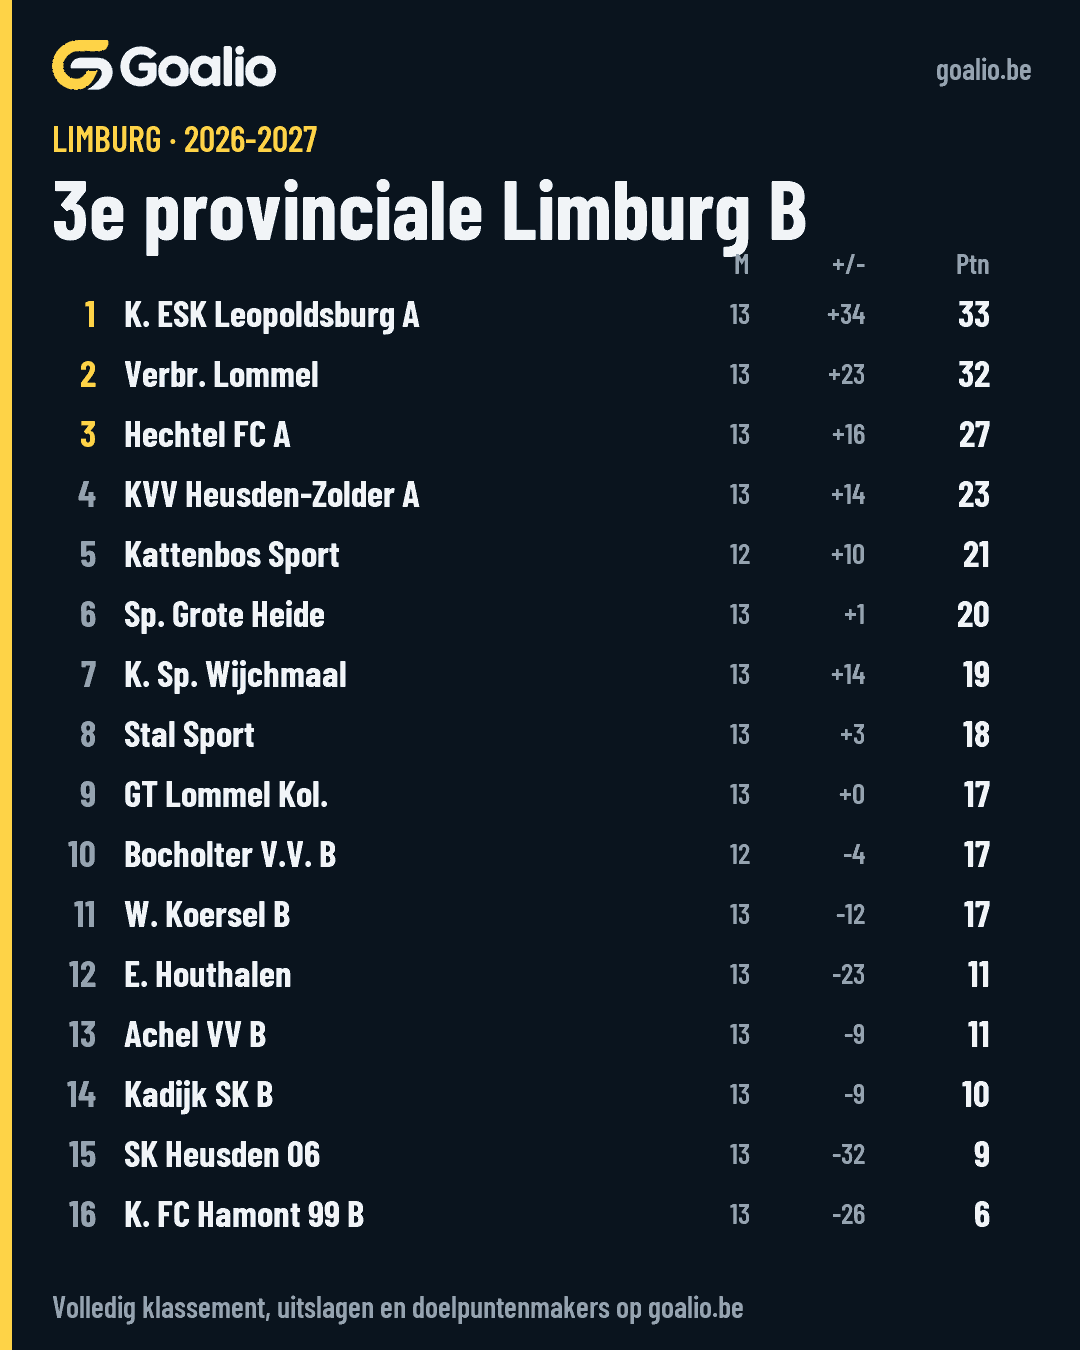 Goalio
goalio.be
LIMBURG · 2026-2027
3e provinciale Limburg B
M +/- Ptn
1 K. ESK Leopoldsburg A 13 +34 33
2 Verbr. Lommel 13 +23 32
3 Hechtel FC A 13 +16 27
4 KVV Heusden-Zolder A 13 +14 23
5 Kattenbos Sport 12 +10 21
6 Sp. Grote Heide 13 +1 20
7 K. Sp. Wijchmaal 13 +14 19
8 Stal Sport 13 +3 18
9 GT Lommel Kol. 13 +0 17
10 Bocholter V.V. B 12 -4 17
11 W. Koersel B 13 -12 17
12 E. Houthalen 13 -23 11
13 Achel VV B 13 -9 11
14 Kadijk SK B 13 -9 10
15 SK Heusden 06 13 -32 9
16 K. FC Hamont 99 B 13 -26 6
Volledig klassement, uitslagen en doelpuntenmakers op goalio.be